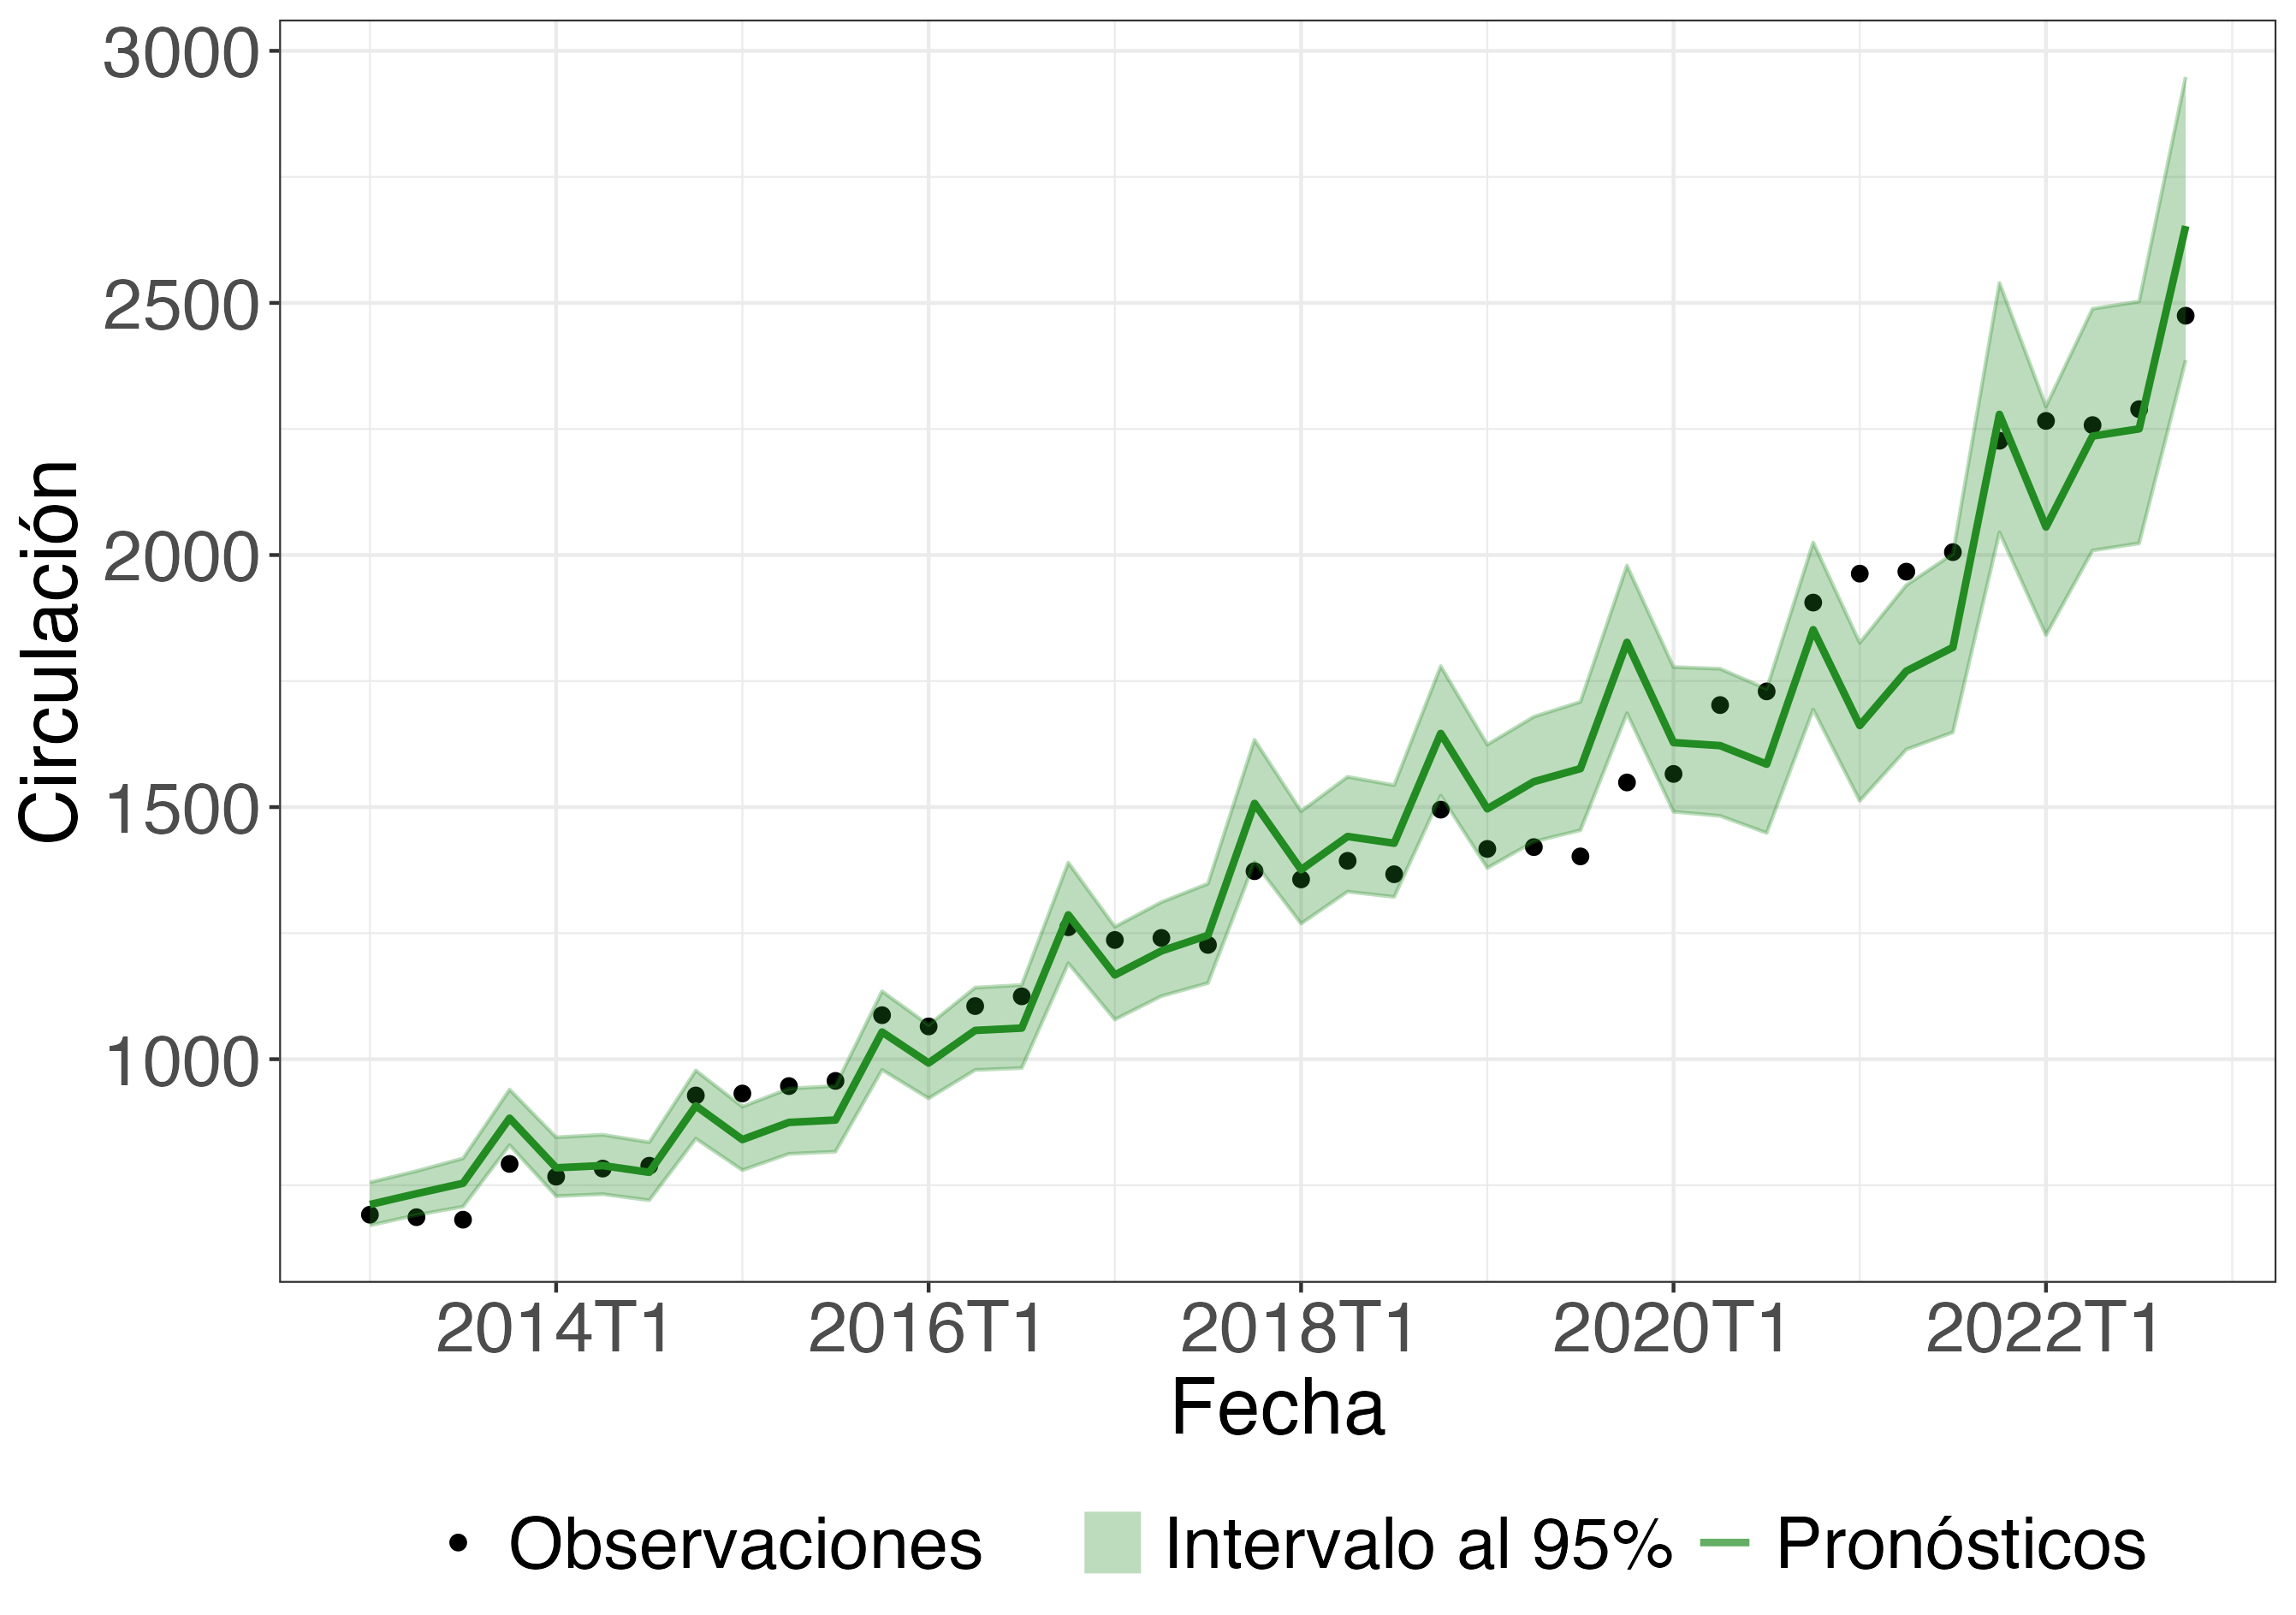 3000
2500
2000
1500
1000
Circulación
2014T1 2016T1 2018T1 2020T1 2022T1
Fecha
Observaciones Intervalo al 95% Pronósticos